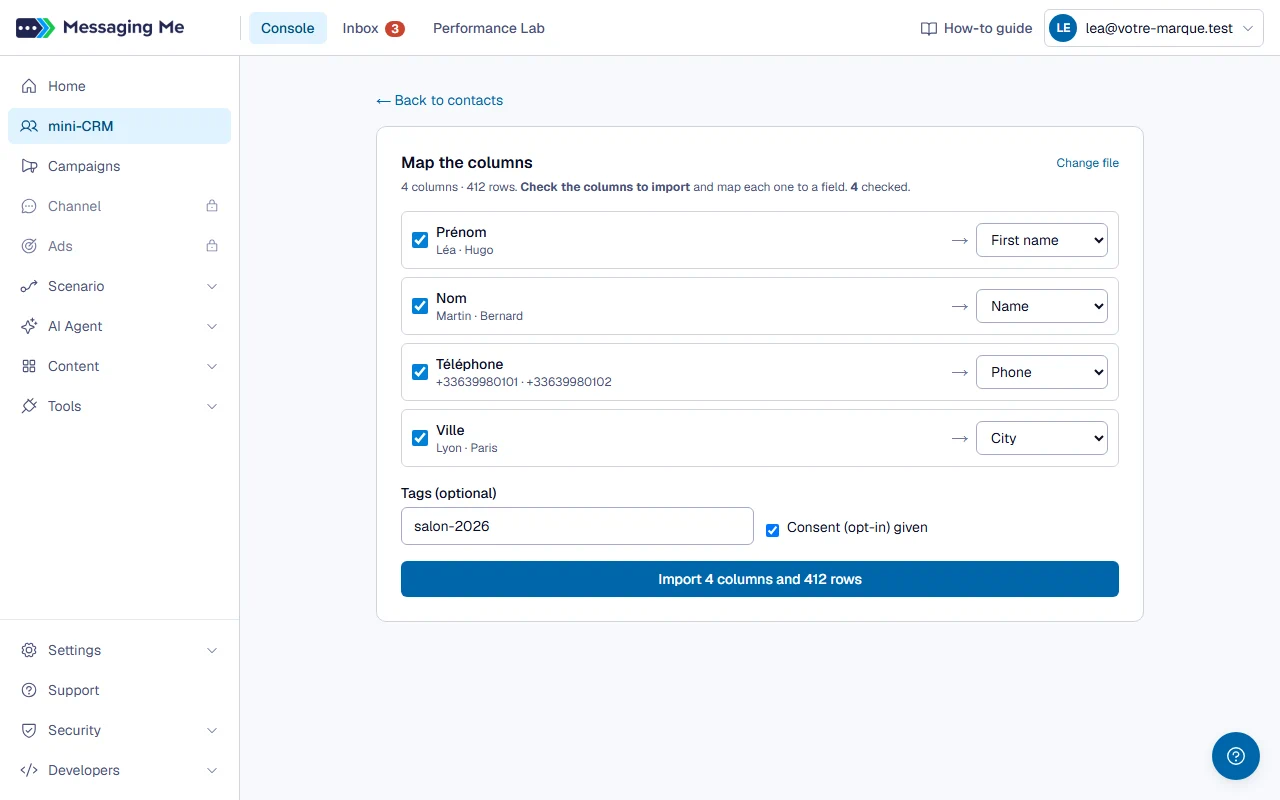 Messaging Me
Console
Inbox 3
Performance Lab
How-to guide
LE lea@votre-marque.test
Home
mini-CRM
Campaigns
Channel
Ads
Scenario
AI Agent
Content
Tools
Settings
Support
Security
Developers
← Back to contacts
Map the columns
Change file
4 columns · 412 rows. Check the columns to import and map each one to a field. 4 checked.
Prénom
Léa · Hugo
→ First name
Nom
Martin · Bernard
→ Name
Téléphone
+33639980101 · +33639980102
→ Phone
Ville
Lyon · Paris
→ City
Tags (optional)
salon-2026
Consent (opt-in) given
Import 4 columns and 412 rows